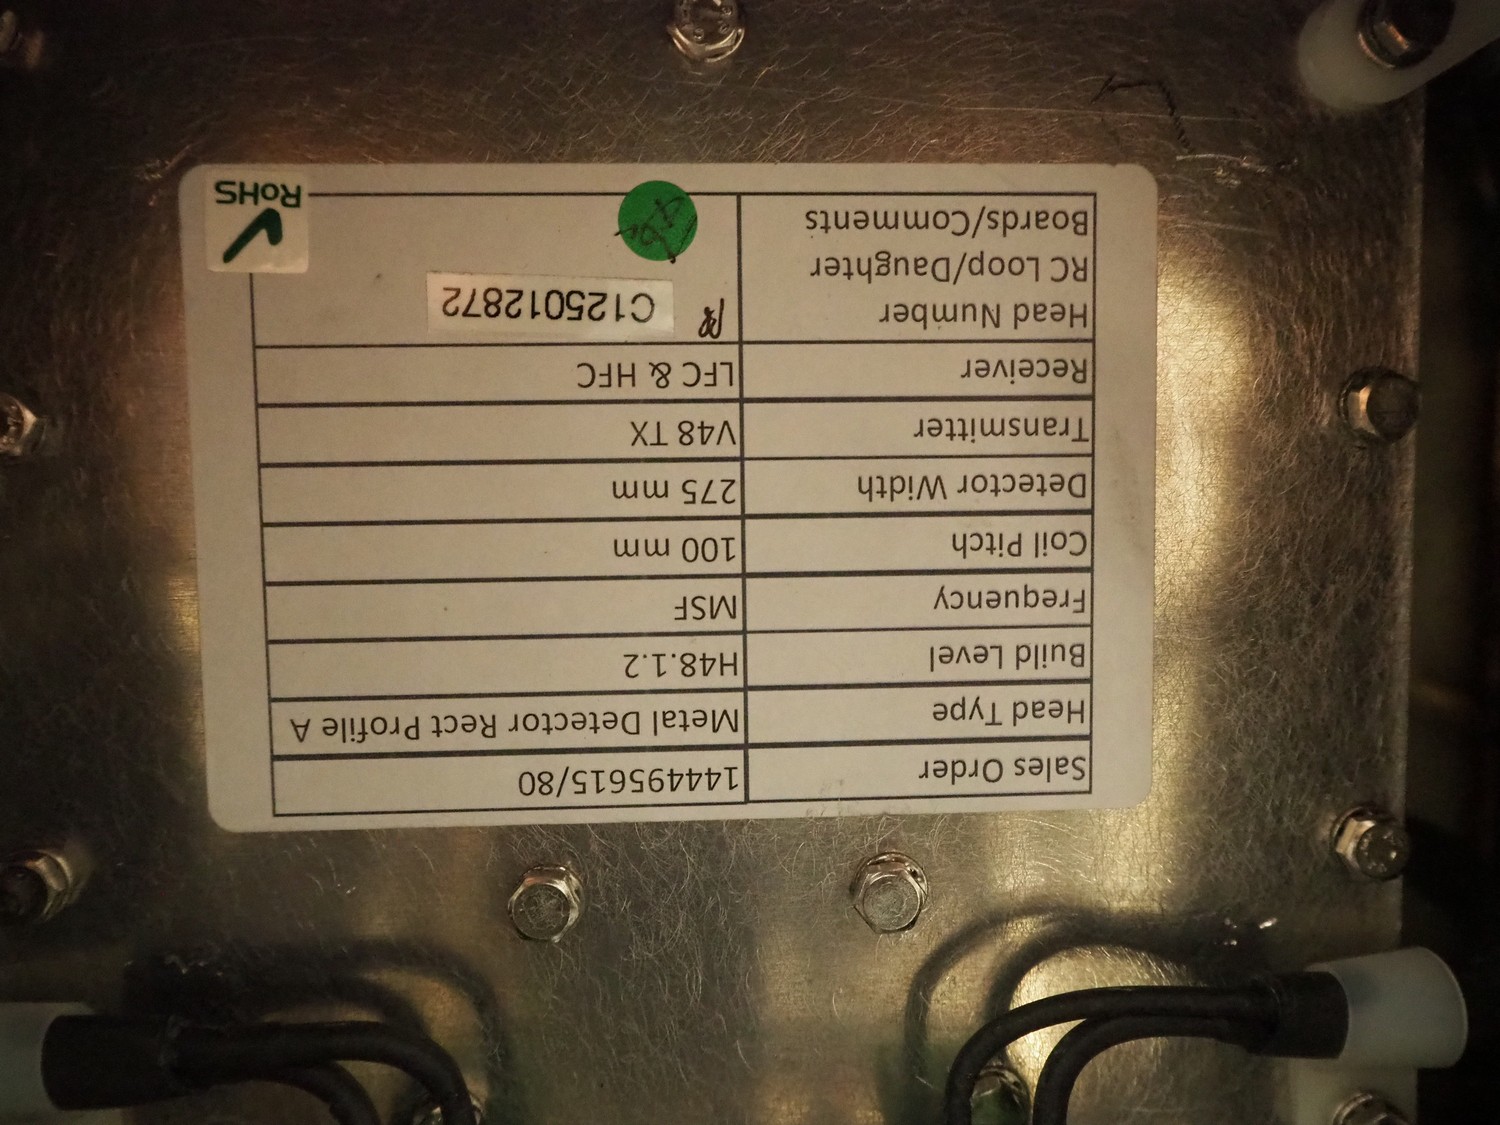 Sales Order 144495615/80
Head Type Metal Detector Rect Profile A
Build Level H48.1.2
Frequency MSF
Coil Pitch 100 mm
Detector Width 275 mm
Transmitter V48 TX
Receiver LFC & HFC
Head Number C125012872
RC Loop/Daughter
Boards/Comments
RoHS